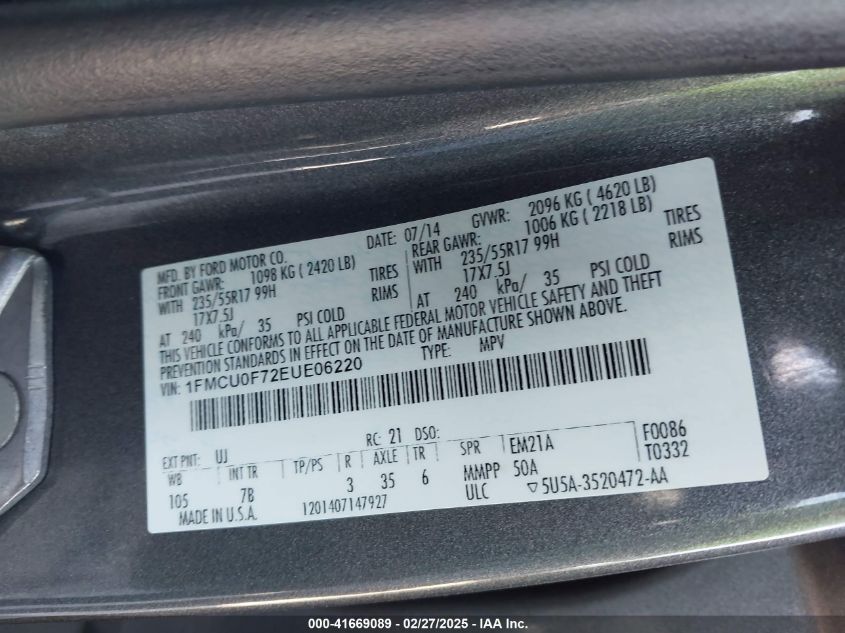 MFD. BY FORD MOTOR CO.
DATE: 07/14 GVWR: 2096 KG ( 4620 LB)
FRONT GAWR: 1098 KG ( 2420 LB) REAR GAWR: 1006 KG ( 2218 LB)
WITH 235/55R17 99H TIRES WITH 235/55R17 99H TIRES
17X7.5J RIMS 17X7.5J RIMS
AT 240 kPa/ 35 PSI COLD AT 240 kPa/ 35 PSI COLD
THIS VEHICLE CONFORMS TO ALL APPLICABLE FEDERAL MOTOR VEHICLE SAFETY AND THEFT
PREVENTION STANDARDS IN EFFECT ON THE DATE OF MANUFACTURE SHOWN ABOVE.
VIN: 1FMCU0F72EUE06220 TYPE: MPV
EXT PNT: UJ RC: 21 DSO: F0086
WB INT TR TP/PS R AXLE TR SPR EM21A T0332
105 7B 3 35 6 MMPP 50A
MADE IN U.S.A. 1201407147927 ULC ▽5U5A-3520472-AA
000-41669089 - 02/27/2025 - IAA Inc.